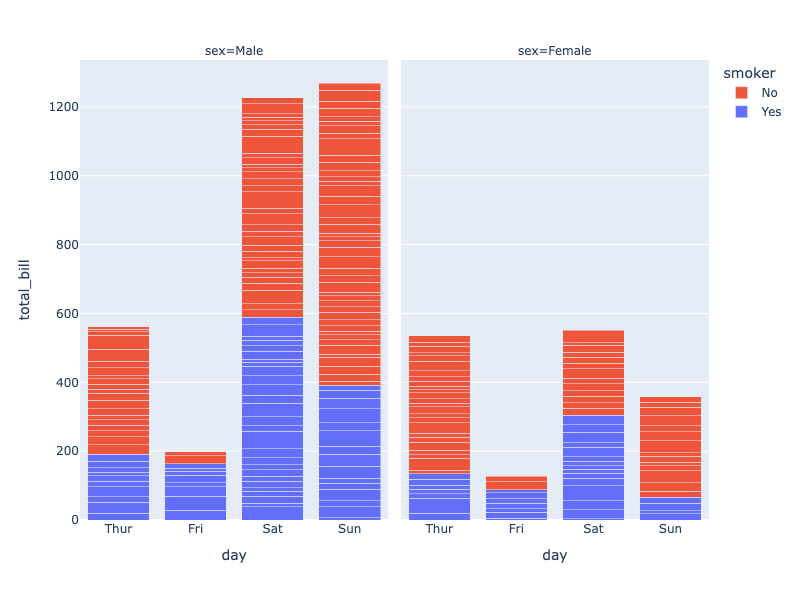 sex=Male
sex=Female
smoker
No
Yes
total_bill
1200
1000
800
600
400
200
0
Thur Fri Sat Sun
Thur Fri Sat Sun
day
day